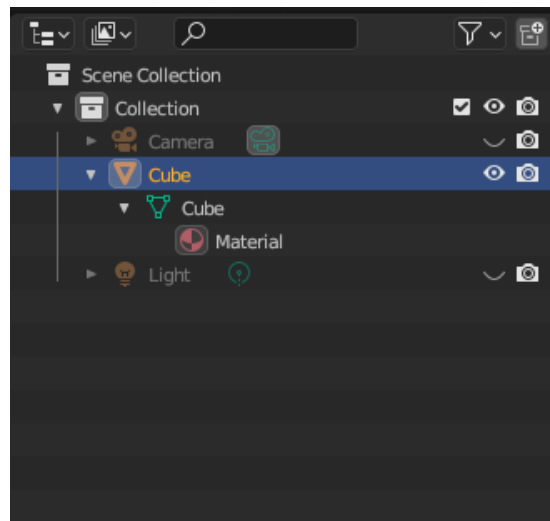 Scene Collection
Collection
Camera
Cube
Cube
Material
Light